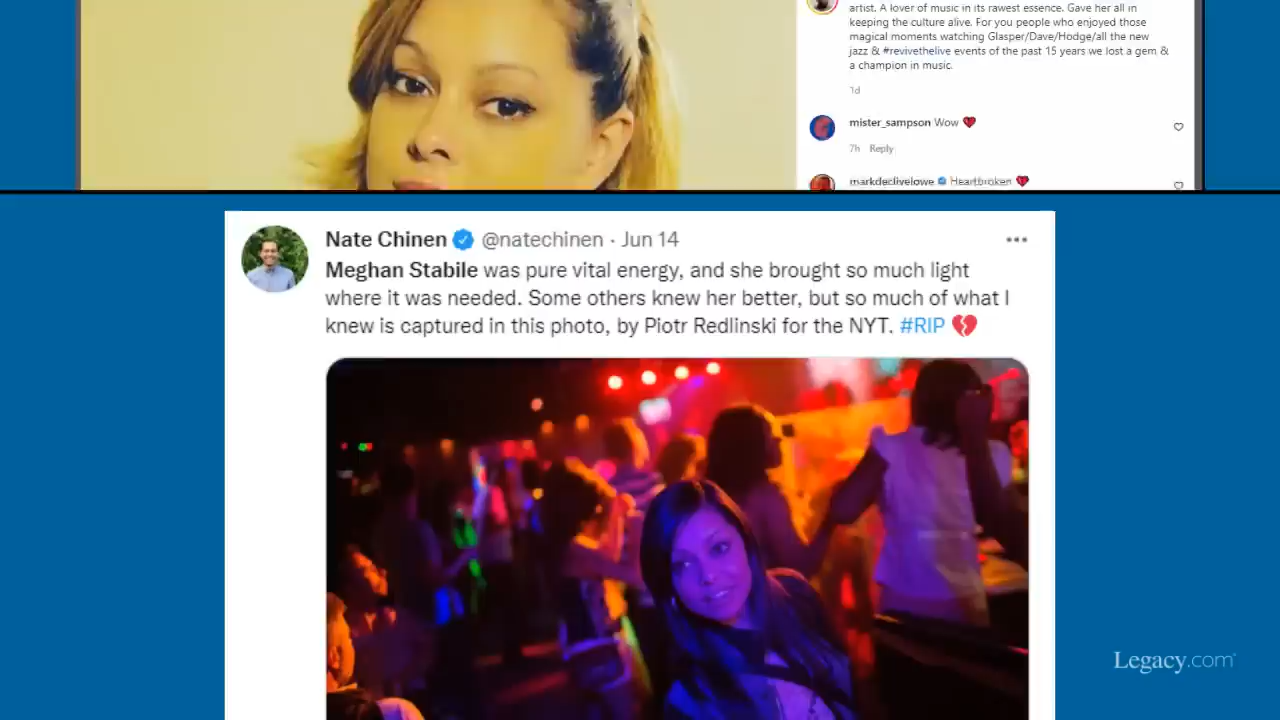 artist. A lover of music in its rawest essence. Gave her all in
keeping the culture alive. For you people who enjoyed those
magical moments watching Glasper/Dave/Hodge/all the new
jazz & #revivethelive events of the past 15 years we lost a gem &
a champion in music.
1d
mister_sampson Wow 💔
7h Reply
markdeclivelowe Heartbroken 💔
Nate Chinen @natechinen · Jun 14
Meghan Stabile was pure vital energy, and she brought so much light
where it was needed. Some others knew her better, but so much of what I
knew is captured in this photo, by Piotr Redlinski for the NYT. #RIP 💔
Legacy.com